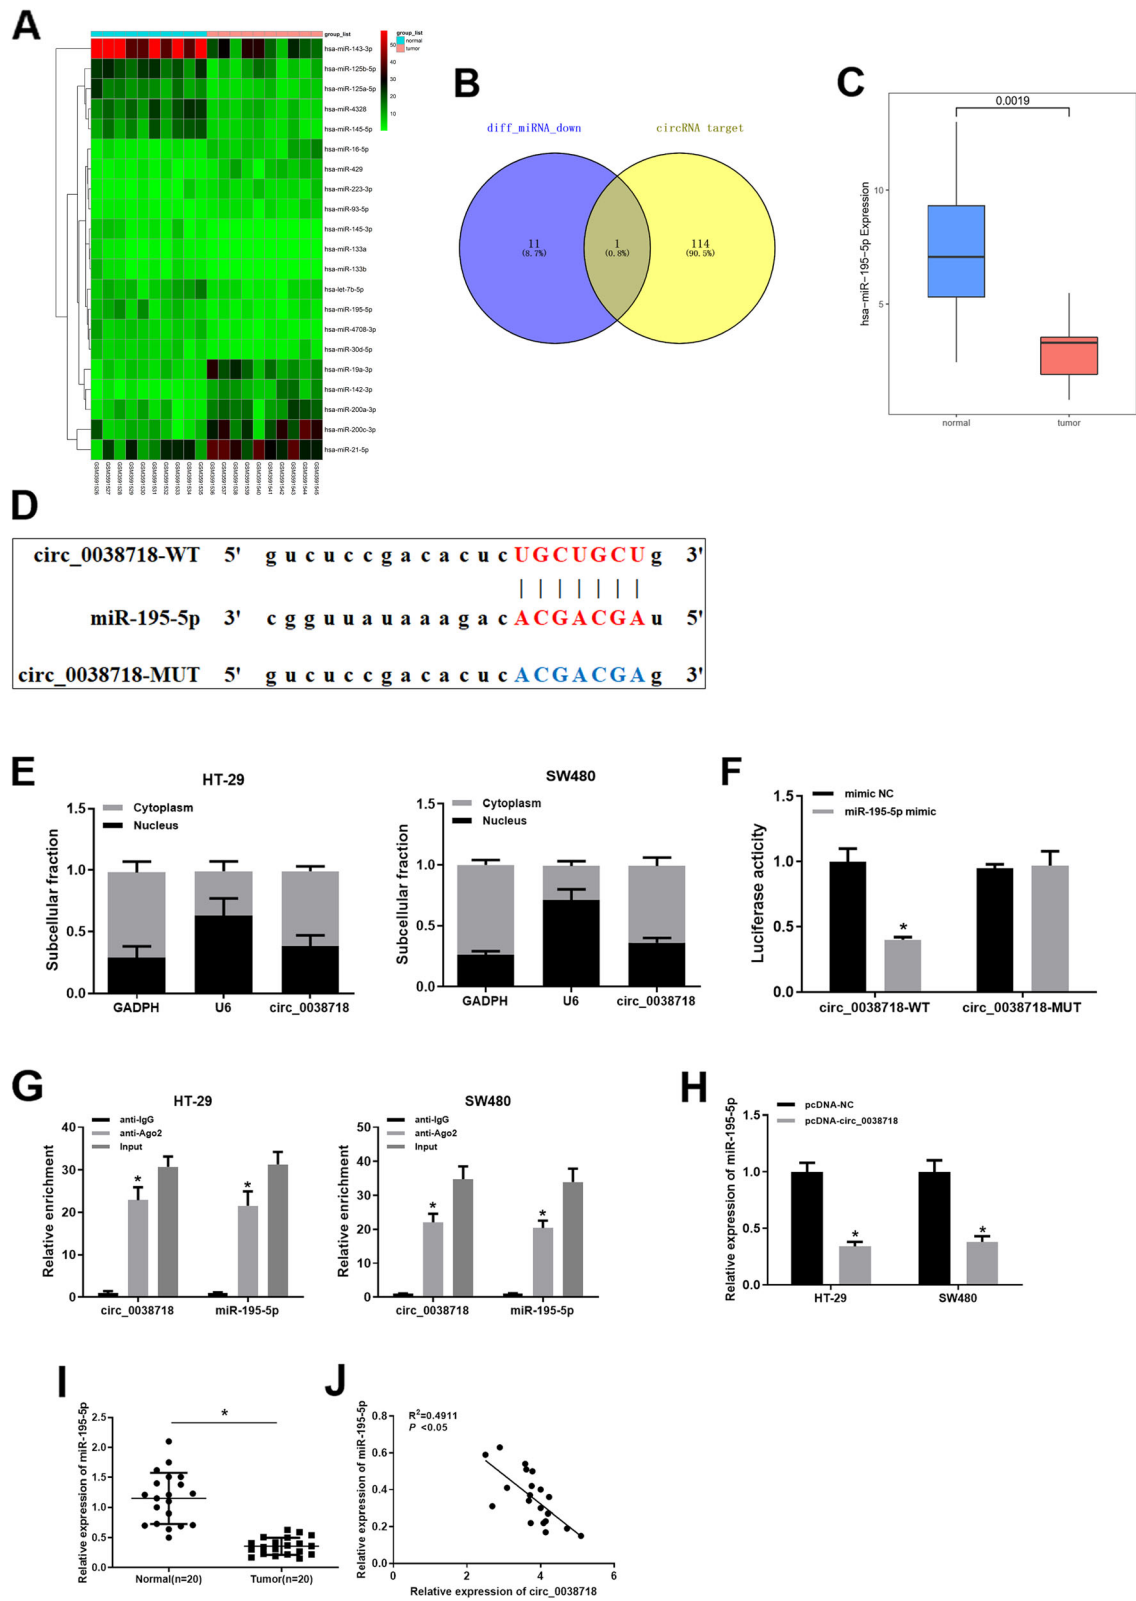 A
group_list
group_list
normal
tumor
50
40
30
20
10
hsa-miR-143-3p
hsa-miR-125b-5p
hsa-miR-125a-5p
hsa-miR-4328
hsa-miR-145-5p
hsa-miR-16-5p
hsa-miR-429
hsa-miR-223-3p
hsa-miR-93-5p
hsa-miR-145-3p
hsa-miR-133a
hsa-miR-133b
hsa-let-7b-5p
hsa-miR-195-5p
hsa-miR-4708-3p
hsa-miR-30d-5p
hsa-miR-19a-3p
hsa-miR-142-3p
hsa-miR-200a-3p
hsa-miR-200c-3p
hsa-miR-21-5p
B
diff_miRNA_down
circRNA target
11
(8.7%)
1
(0.8%)
114
(90.5%)
C
0.0019
hsa-miR-195-5p Expression
10
5
normal
tumor
D
circ_0038718-WT 5' g u c u c c g a c a c u c U G C U G C U g 3'
| | | | | | |
miR-195-5p 3' c g g u u a u a a a g a c A C G A C G A u 5'
circ_0038718-MUT 5' g u c u c c g a c a c u c A C G A C G A g 3'
E
HT-29
Cytoplasm
Nucleus
Subcellular fraction
1.5
1.0
0.5
0.0
GADPH U6 circ_0038718
SW480
Cytoplasm
Nucleus
Subcellular fraction
1.5
1.0
0.5
0.0
GADPH U6 circ_0038718
F
mimic NC
miR-195-5p mimic
Luciferase acticity
1.5
1.0
0.5
0.0
*
circ_0038718-WT circ_0038718-MUT
G
HT-29
anti-IgG
anti-Ago2
Input
Relative enrichment
40
30
20
10
0
* *
circ_0038718 miR-195-5p
SW480
anti-IgG
anti-Ago2
Input
Relative enrichment
50
40
30
20
10
0
* *
circ_0038718 miR-195-5p
H
pcDNA-NC
pcDNA-circ_0038718
Relative expression of miR-195-5p
1.5
1.0
0.5
0.0
* *
HT-29 SW480
I
Relative expression of miR-195-5p
2.5
2.0
1.5
1.0
0.5
0.0
*
Normal(n=20) Tumor(n=20)
J
R²=0.4911
P <0.05
Relative expression of miR-195-5p
0.8
0.6
0.4
0.2
0.0
0 2 4 6
Relative expression of circ_0038718